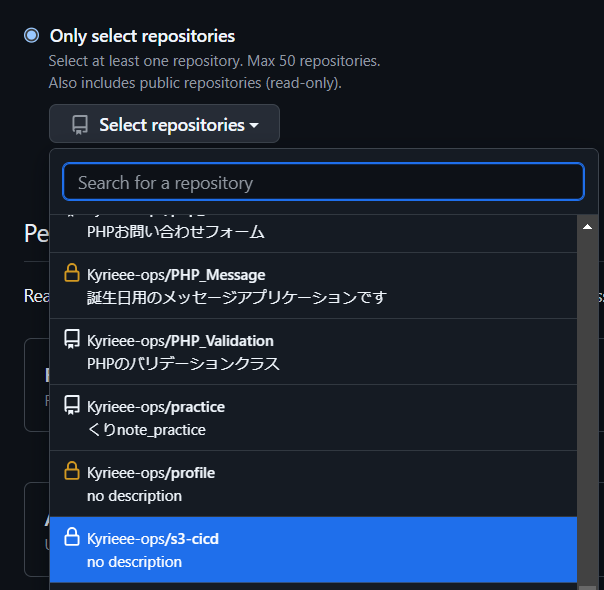 Only select repositories
Select at least one repository. Max 50 repositories.
Also includes public repositories (read-only).
Select repositories
Search for a repository
PHPお問い合わせフォーム
Kyrieee-ops/PHP_Message
誕生日用のメッセージアプリケーションです
Kyrieee-ops/PHP_Validation
PHPのバリデーションクラス
Kyrieee-ops/practice
くりnote_practice
Kyrieee-ops/profile
no description
Kyrieee-ops/s3-cicd
no description